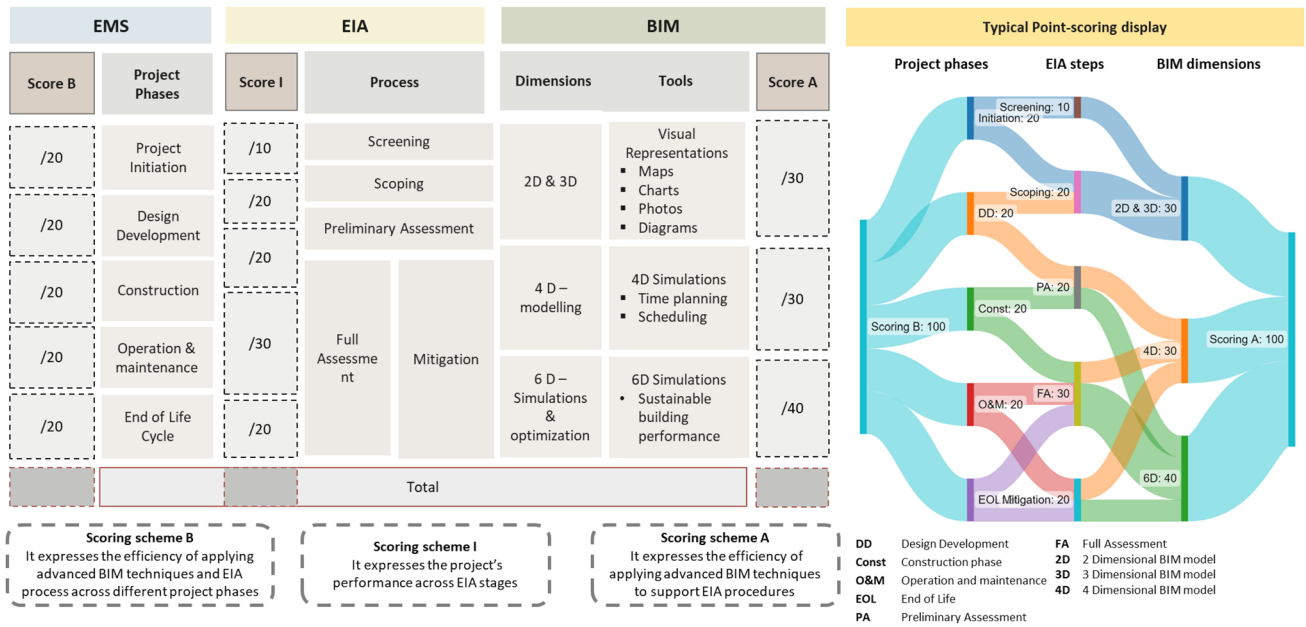 EMS
EIA
BIM
Score B
Project
Phases
Score I
Process
Dimensions
Tools
Score A
/20
/20
/20
/20
/20
Project
Initiation
Design
Development
Construction
Operation &
maintenance
End of Life
Cycle
/10
/20
/20
/30
/20
Screening
Scoping
Preliminary Assessment
Full
Assessme
nt
Mitigation
2D & 3D
4 D –
modelling
6 D –
Simulations
&
optimization
Visual
Representations
▪ Maps
▪ Charts
▪ Photos
▪ Diagrams
4D Simulations
▪ Time planning
▪ Scheduling
6D Simulations
• Sustainable
building
performance
/30
/30
/40
Total
Scoring scheme B
It expresses the efficiency of applying
advanced BIM techniques and EIA
process across different project phases
Scoring scheme I
It expresses the project's
performance across EIA stages
Scoring scheme A
It expresses the efficiency of
applying advanced BIM techniques
to support EIA procedures
Typical Point-scoring display
Project phases
EIA steps
BIM dimensions
Screening: 10
Initiation: 20
Scoping: 20
DD: 20
2D & 3D: 30
PA: 20
Const: 20
Scoring B: 100
Scoring A: 100
4D: 30
FA: 30
O&M: 20
6D: 40
EOL
Mitigation: 20
DD Design Development
Const Construction phase
O&M Operation and maintenance
EOL End of Life
PA Preliminary Assessment
FA Full Assessment
2D 2 Dimensional BIM model
3D 3 Dimensional BIM model
4D 4 Dimensional BIM model